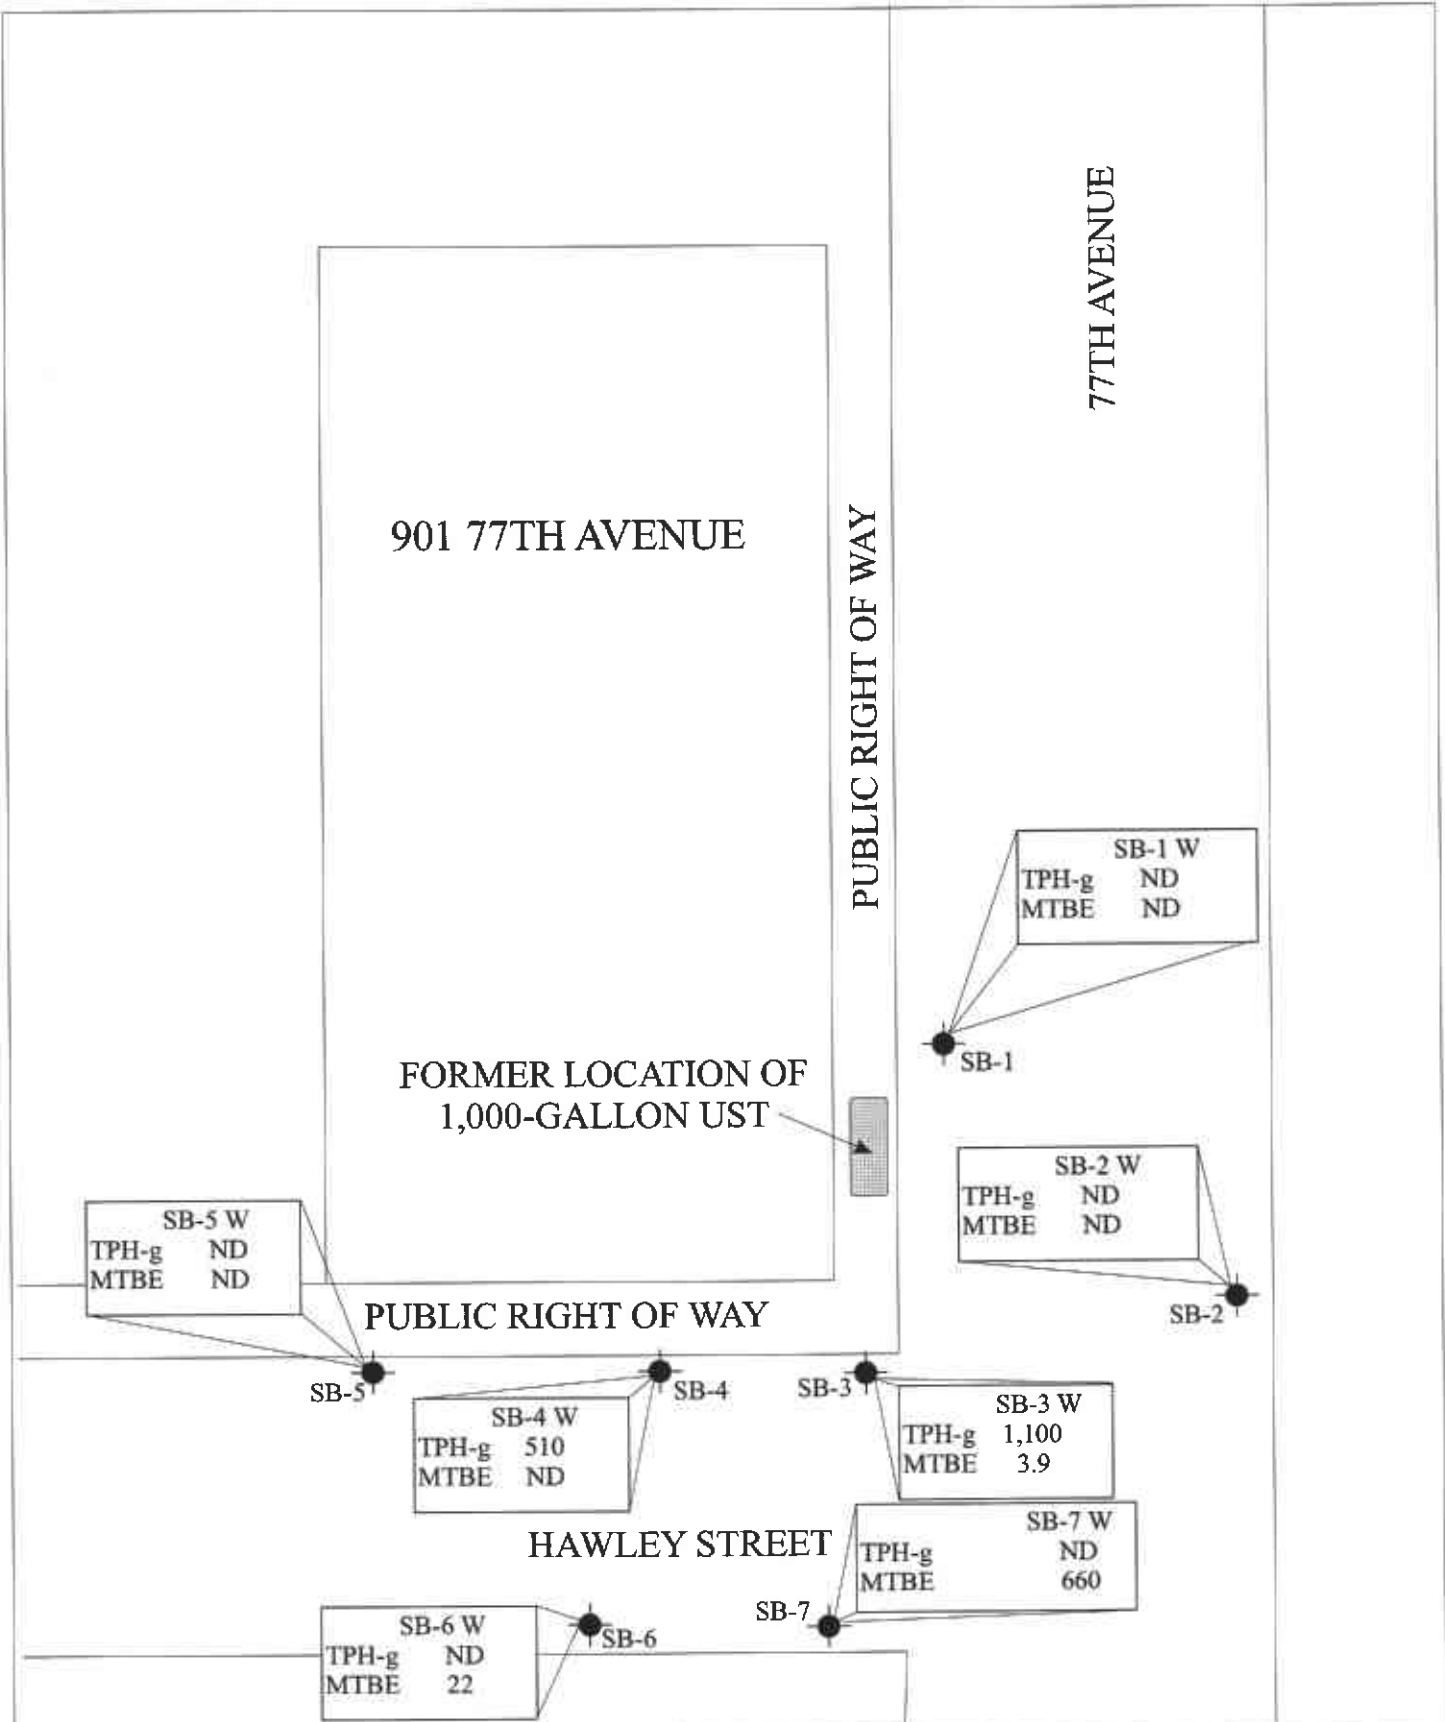 77TH AVENUE
901 77TH AVENUE
PUBLIC RIGHT OF WAY
SB-1 W
TPH-g ND
MTBE ND
SB-1
FORMER LOCATION OF
1,000-GALLON UST
SB-2 W
TPH-g ND
MTBE ND
SB-2
SB-5 W
TPH-g ND
MTBE ND
PUBLIC RIGHT OF WAY
SB-5
SB-4
SB-3
SB-4 W
TPH-g 510
MTBE ND
SB-3 W
TPH-g 1,100
MTBE 3.9
HAWLEY STREET
SB-7 W
TPH-g ND
MTBE 660
SB-7
SB-6 W
TPH-g ND
MTBE 22
SB-6